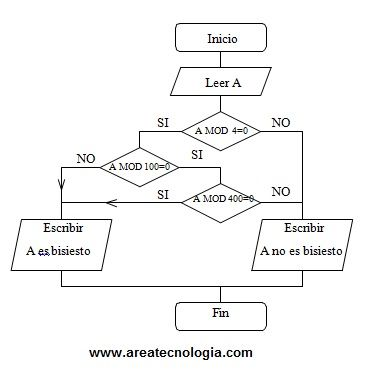 Inicio
Leer A
SI
A MOD 4=0
NO
NO
A MOD 100=0
SI
SI
A MOD 400=0
NO
Escribir
A es bisiesto
Escribir
A no es bisiesto
Fin
www.areatecnologia.com